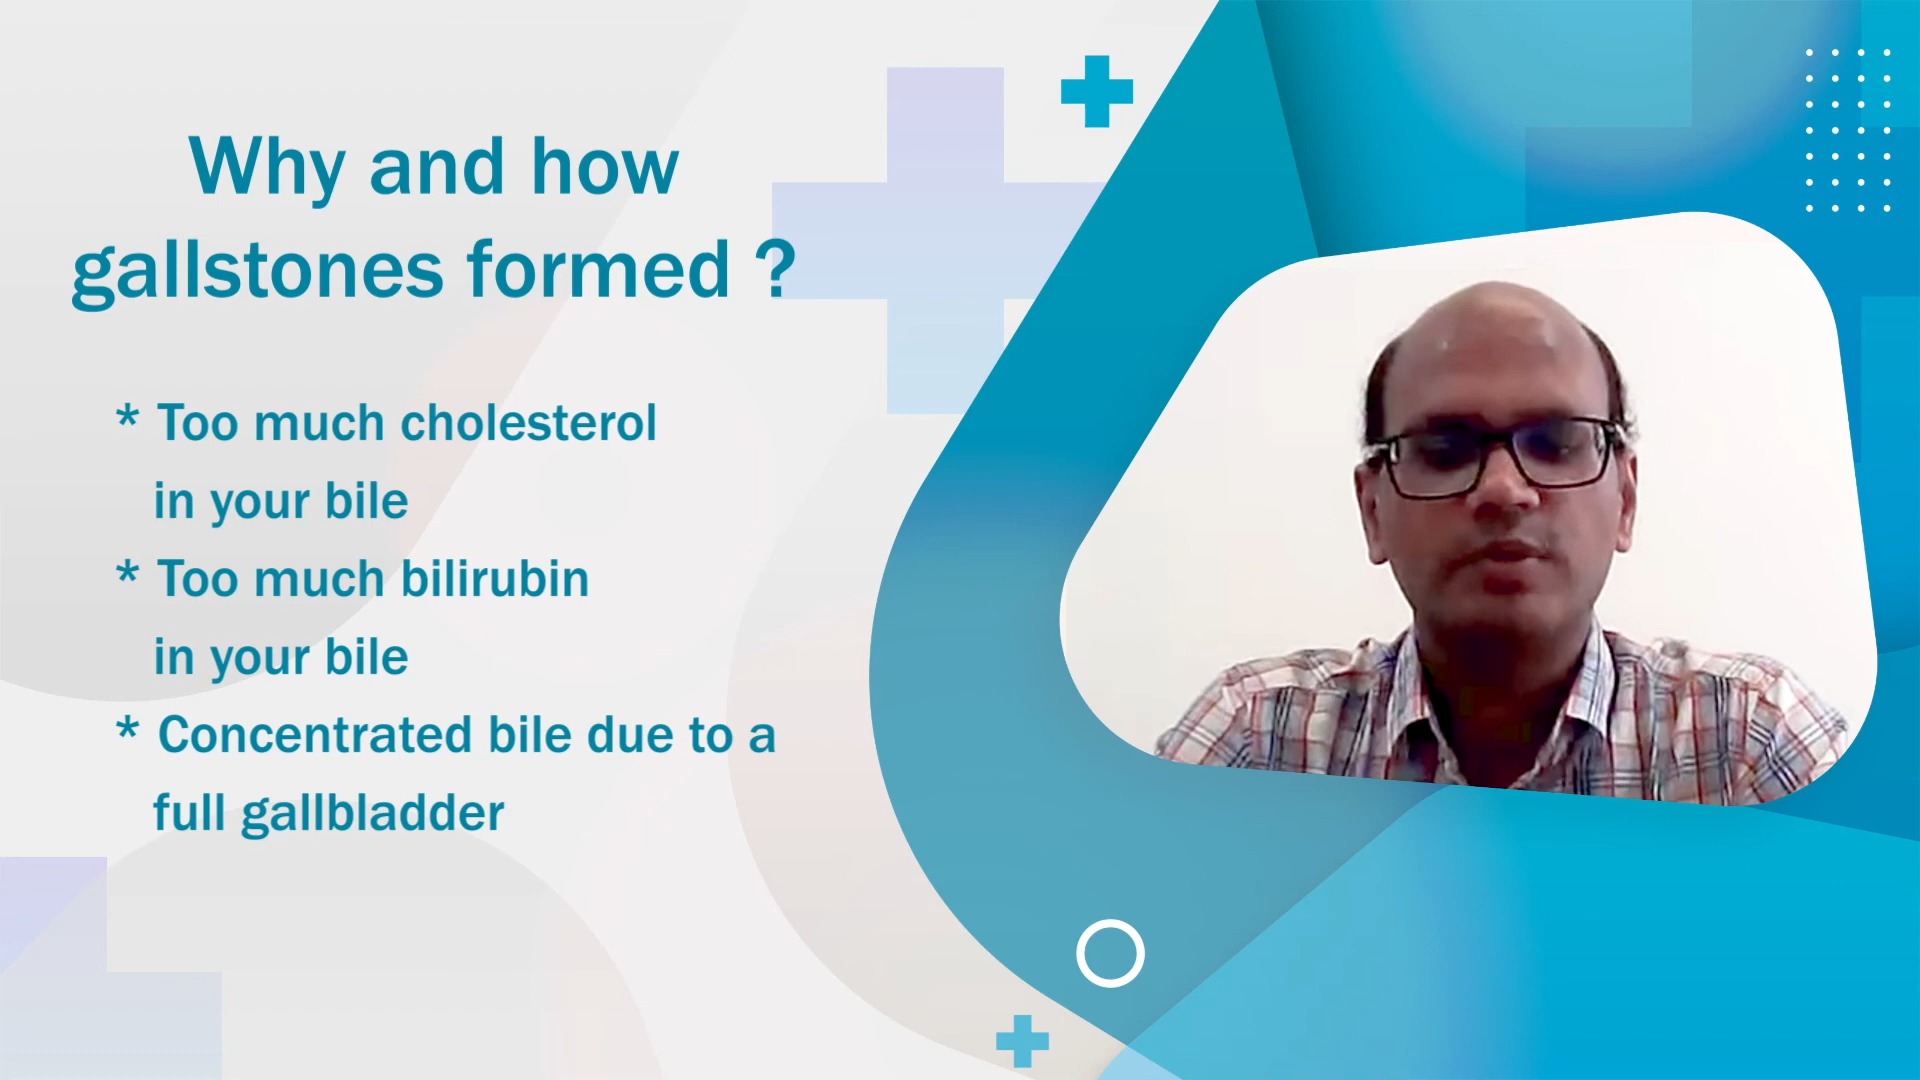 Why and how
gallstones formed ?
* Too much cholesterol
in your bile
* Too much bilirubin
in your bile
* Concentrated bile due to a
full gallbladder